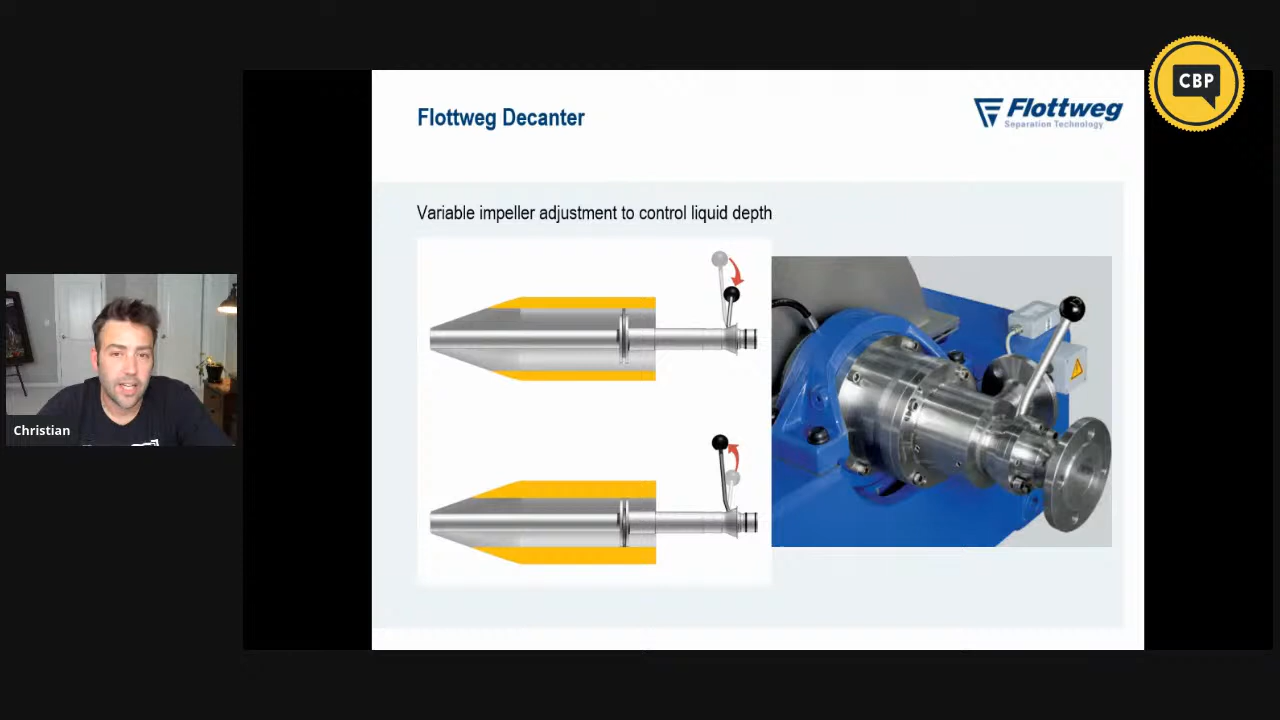 CBP
Flottweg Decanter
Flottweg
Separation Technology
Variable impeller adjustment to control liquid depth
Christian